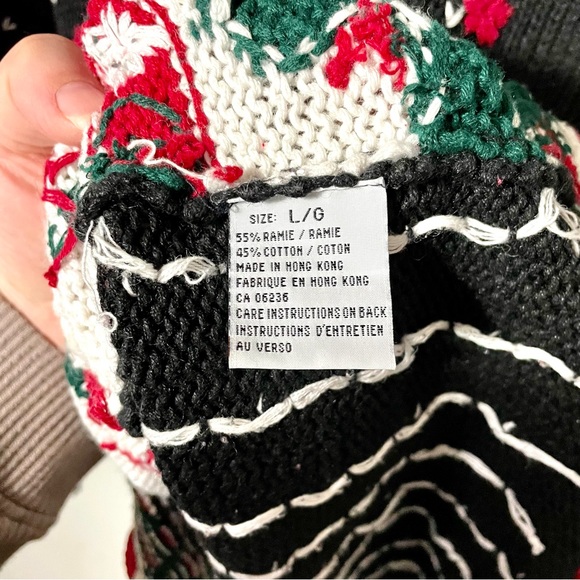 SIZE: L/G
55% RAMIE / RAMIE
45% COTTON / COTON
MADE IN HONG KONG
FABRIQUE EN HONG KONG
CA 06236
CARE INSTRUCTIONS ON BACK
INSTRUCTIONS D'ENTRETIEN
AU VERSO